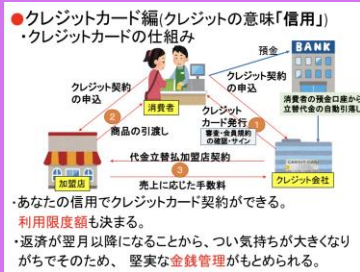 ●クレジットカード編(クレジットの意味「信用」)
・クレジットカードの仕組み
預金
BANK
クレジット契約
の申込
クレジット契約
の申込
消費者
消費者の預金口座から
立替代金の自動引落し
2
商品の引渡し
クレジット
カード発行
1
審査・会員規約
の確認・サイン
代金立替払加盟店契約
3
加盟店
売上に応じた手数料
クレジット会社
・あなたの信用でクレジットカード契約ができる。
利用限度額も決まる。
・返済が翌月以降になることから、つい気持ちが大きくなり
がちでそのため、堅実な金銭管理がもとめられる。